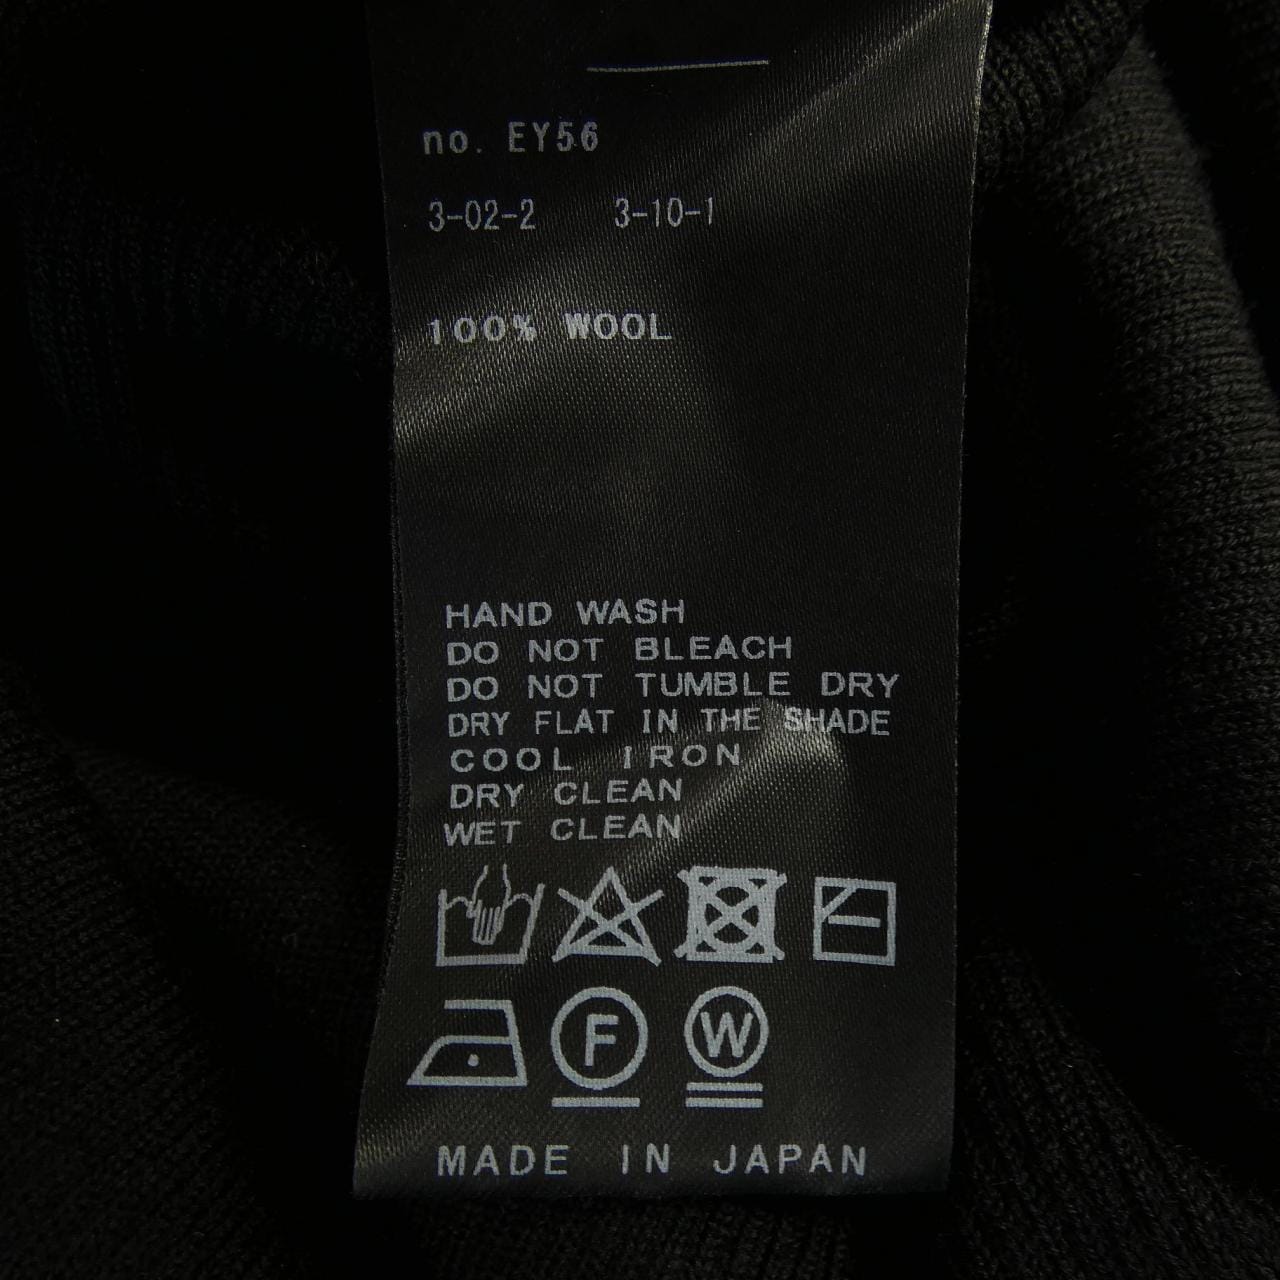 no. EY56
3-02-2 3-10-1
100% WOOL
HAND WASH
DO NOT BLEACH
DO NOT TUMBLE DRY
DRY FLAT IN THE SHADE
COOL IRON
DRY CLEAN
WET CLEAN
F W
MADE IN JAPAN